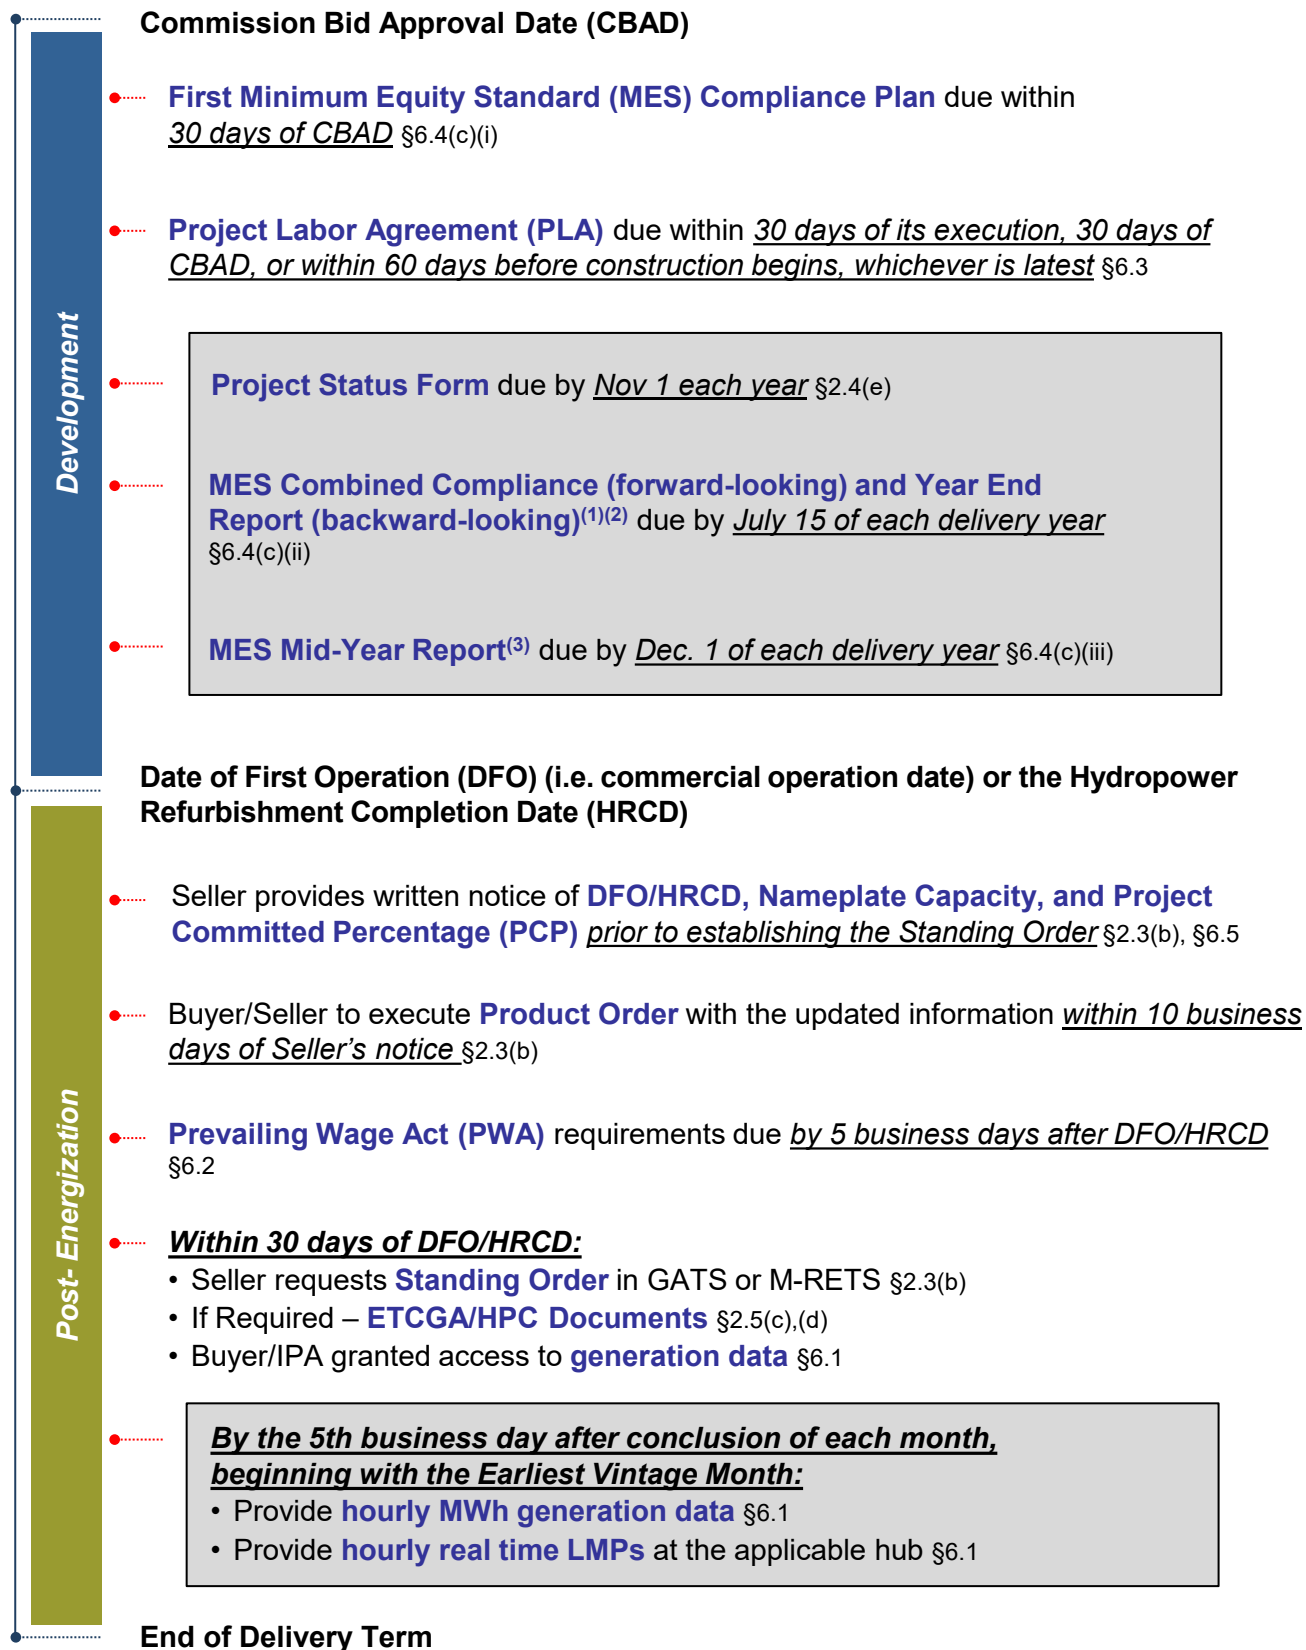 Commission Bid Approval Date (CBAD)
First Minimum Equity Standard (MES) Compliance Plan due within
30 days of CBAD §6.4(c)(i)
Project Labor Agreement (PLA) due within 30 days of its execution, 30 days of
CBAD, or within 60 days before construction begins, whichever is latest §6.3
Development
Project Status Form due by Nov 1 each year §2.4(e)
MES Combined Compliance (forward-looking) and Year End
Report (backward-looking)(1)(2) due by July 15 of each delivery year
§6.4(c)(ii)
MES Mid-Year Report(3) due by Dec. 1 of each delivery year §6.4(c)(iii)
Date of First Operation (DFO) (i.e. commercial operation date) or the Hydropower
Refurbishment Completion Date (HRCD)
Seller provides written notice of DFO/HRCD, Nameplate Capacity, and Project
Committed Percentage (PCP) prior to establishing the Standing Order §2.3(b), §6.5
Buyer/Seller to execute Product Order with the updated information within 10 business
days of Seller’s notice §2.3(b)
Post- Energization
Prevailing Wage Act (PWA) requirements due by 5 business days after DFO/HRCD
§6.2
Within 30 days of DFO/HRCD:
• Seller requests Standing Order in GATS or M-RETS §2.3(b)
• If Required – ETCGA/HPC Documents §2.5(c),(d)
• Buyer/IPA granted access to generation data §6.1
By the 5th business day after conclusion of each month,
beginning with the Earliest Vintage Month:
• Provide hourly MWh generation data §6.1
• Provide hourly real time LMPs at the applicable hub §6.1
End of Delivery Term